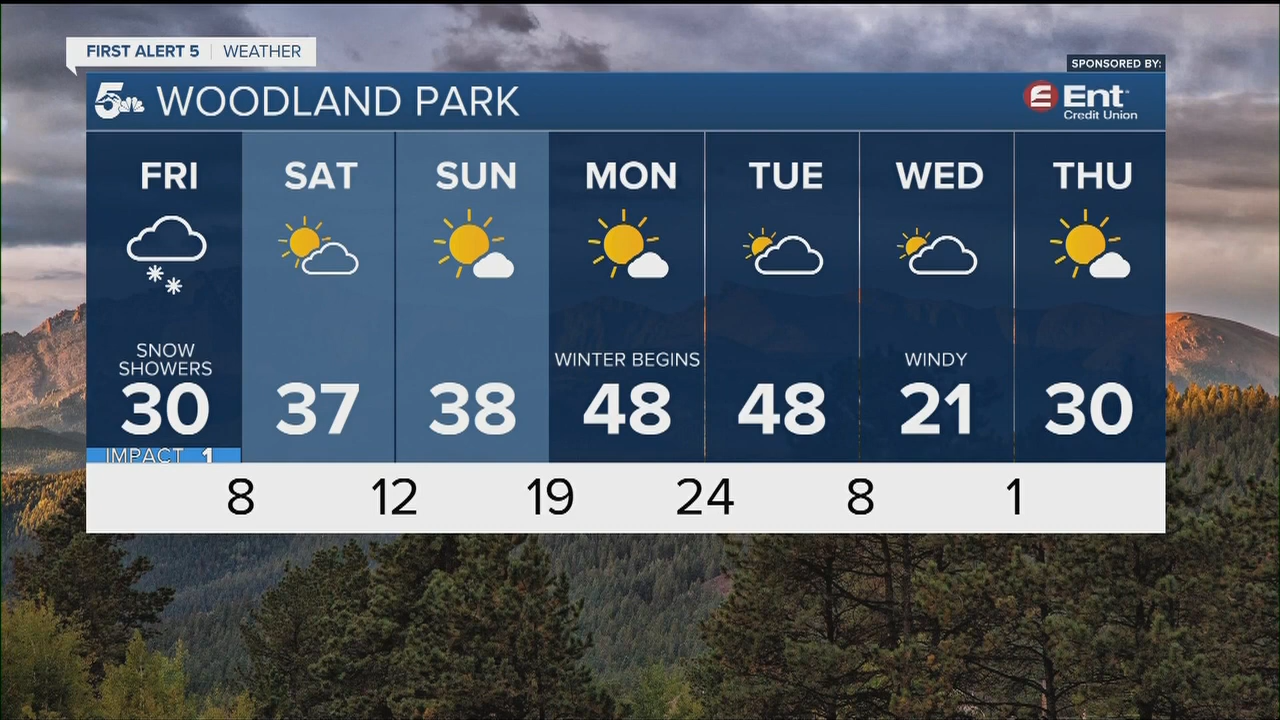 FIRST ALERT 5 | WEATHER
SPONSORED BY:
5 WOODLAND PARK
Ent
Credit Union
FRI SAT SUN MON TUE WED THU
SNOW
SHOWERS WINTER BEGINS WINDY
30 37 38 48 48 21 30
IMPACT 1
8 12 19 24 8 1